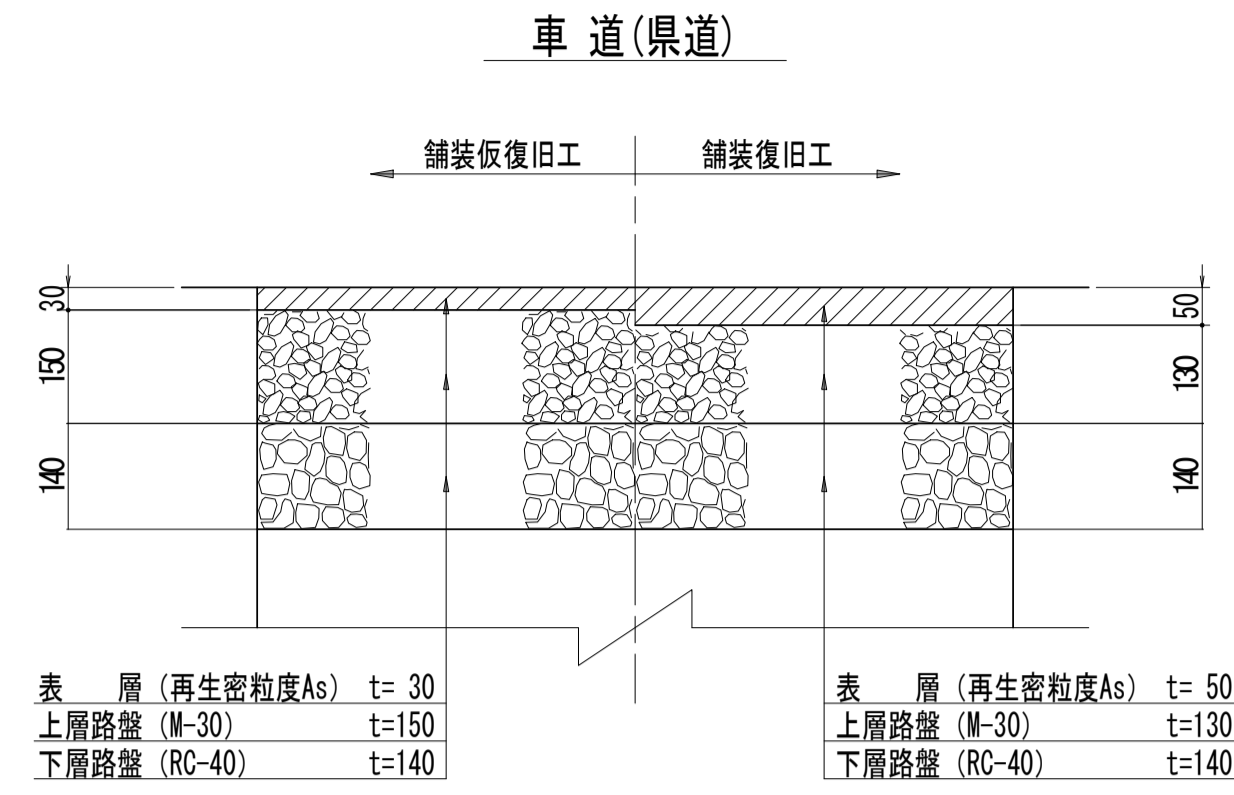 車 道(県道)
舗装仮復旧工 舗装復旧工
30
150
140
50
130
140
表　層 (再生密粒度As) t= 30
上層路盤 (M-30) t=150
下層路盤 (RC-40) t=140
表　層 (再生密粒度As) t= 50
上層路盤 (M-30) t=130
下層路盤 (RC-40) t=140